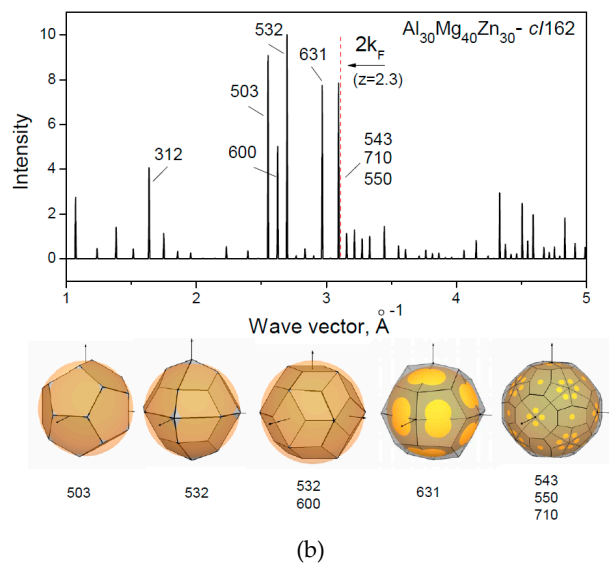 Al30Mg40Zn30- cI162
10
8
6
4
2
0
Intensity
532
631
2kF
(z=2.3)
503
600
312
543
710
550
1 2 3 4 5
Wave vector, Å-1
503 532 532 631 543
600 550
710
(b)